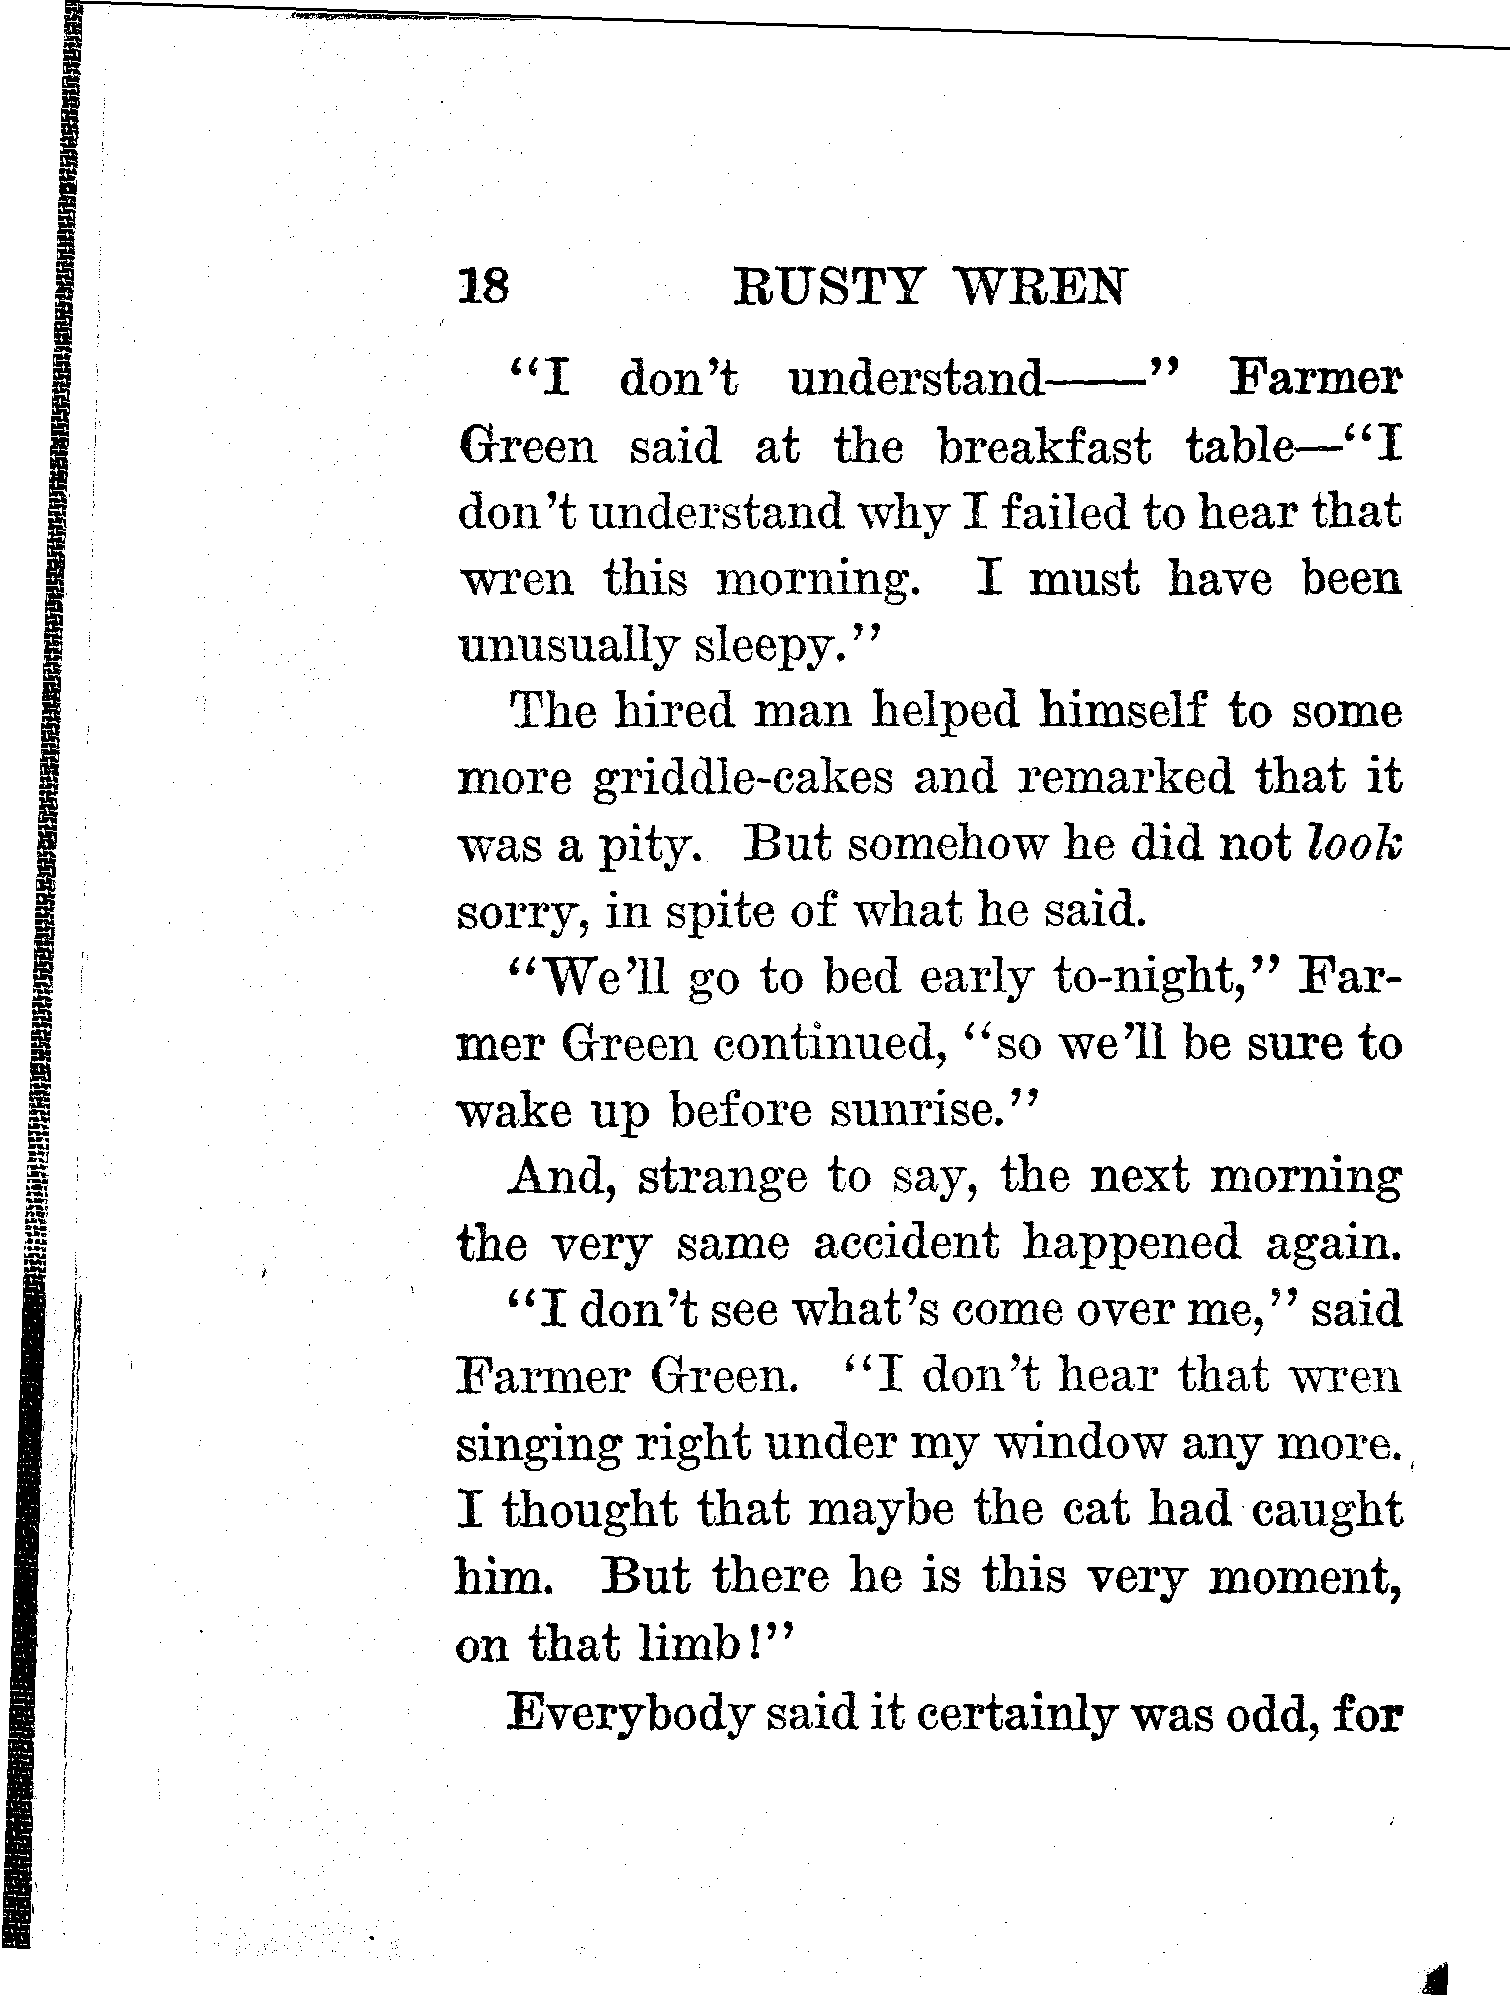 18 RUSTY WREN
“I don’t understand——” Farmer
Green said at the breakfast table—“I
don’t understand why I failed to hear that
wren this morning. I must have been
unusually sleepy.”
The hired man helped himself to some
more griddle-cakes and remarked that it
was a pity. But somehow he did not look
sorry, in spite of what he said.
“We’ll go to bed early to-night,” Far-
mer Green continued, “so we’ll be sure to
wake up before sunrise.”
And, strange to say, the next morning
the very same accident happened again.
“I don’t see what’s come over me,” said
Farmer Green. “I don’t hear that wren
singing right under my window any more.
I thought that maybe the cat had caught
him. But there he is this very moment,
on that limb!”
Everybody said it certainly was odd, for